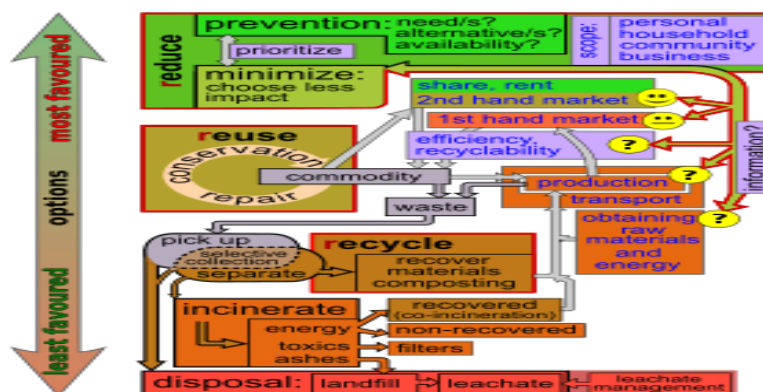 most favoured
options
least favoured
reduce
prevention:
need/s?
alternative/s?
availability?
prioritize
scope:
personal
household
community
business
minimize:
choose less
impact
share, rent
2nd hand market
1st hand market
efficiency,
recyclability
?
information?
reuse
conservation
repair
commodity
production
?
transport
waste
obtaining
raw
materials
and
energy
?
pick up
selective
collection
separate
recycle
recover
materials
composting
incinerate
energy
toxics
ashes
recovered
(co-incineration)
non-recovered
filters
disposal:
landfill
leachate
leachate
management